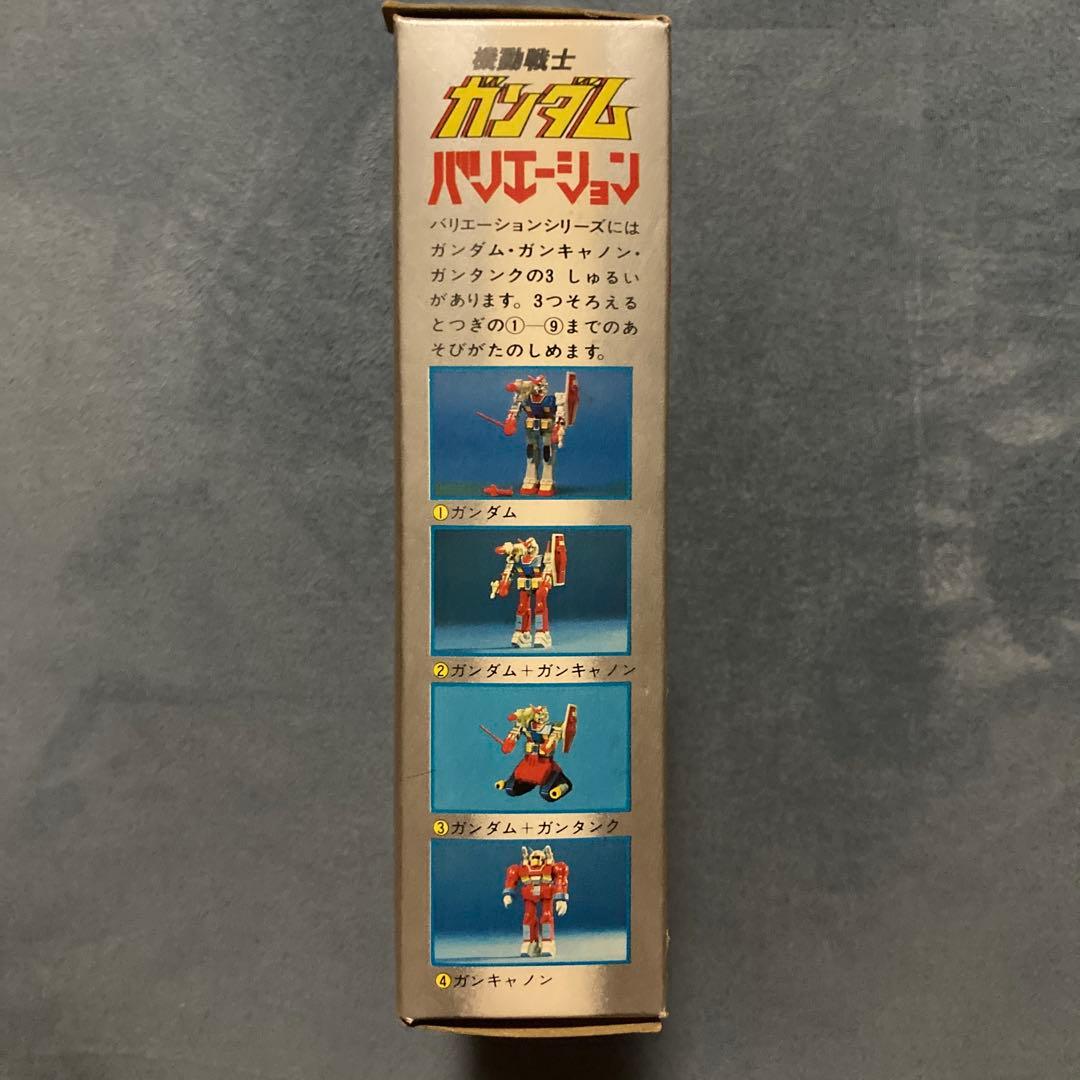 機動戦士
ガンダム
バリエーション
バリエーションシリーズには
ガンダム・ガンキャノン・
ガンタンクの3 しゅるい
があります。3つそろえる
とつぎの①―⑨までのあ
そびがたのしめます。
①ガンダム
②ガンダム＋ガンキャノン
③ガンダム＋ガンタンク
④ガンキャノン